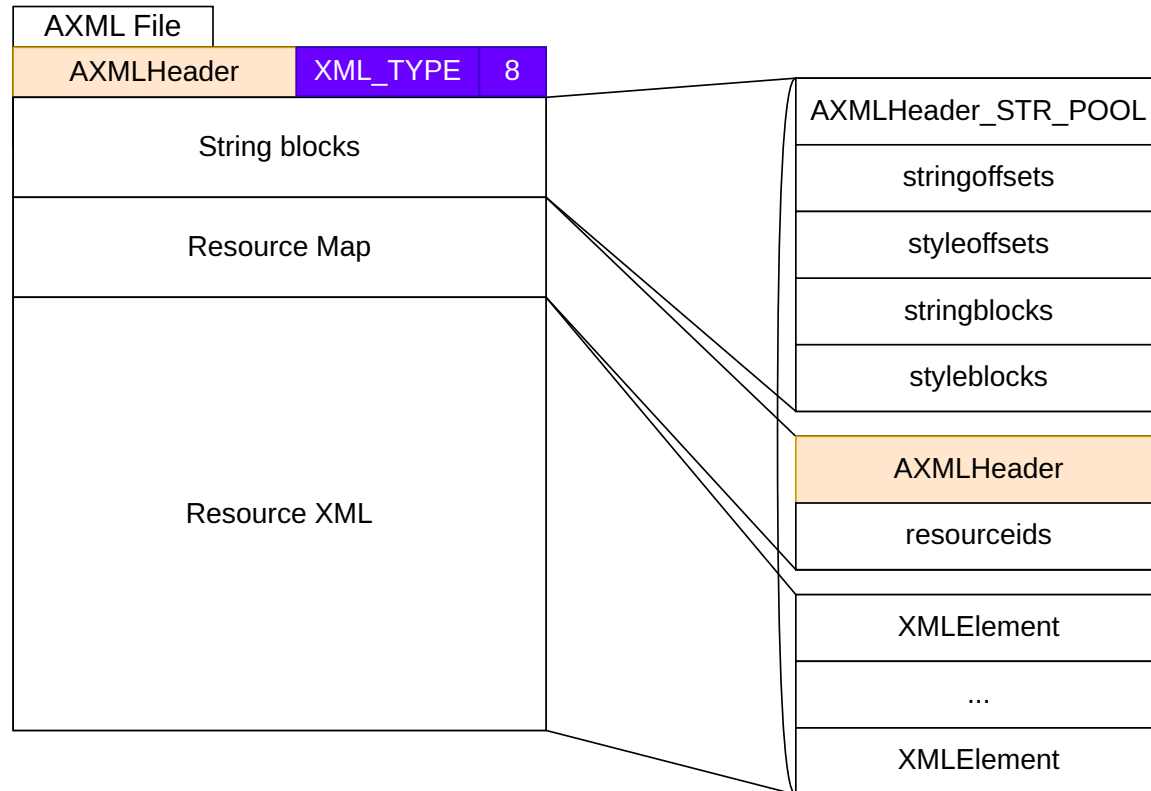 AXML File
AXMLHeader XML_TYPE 8
String blocks
Resource Map
Resource XML
AXMLHeader_STR_POOL
stringoffsets
styleoffsets
stringblocks
styleblocks
AXMLHeader
resourceids
XMLElement
...
XMLElement